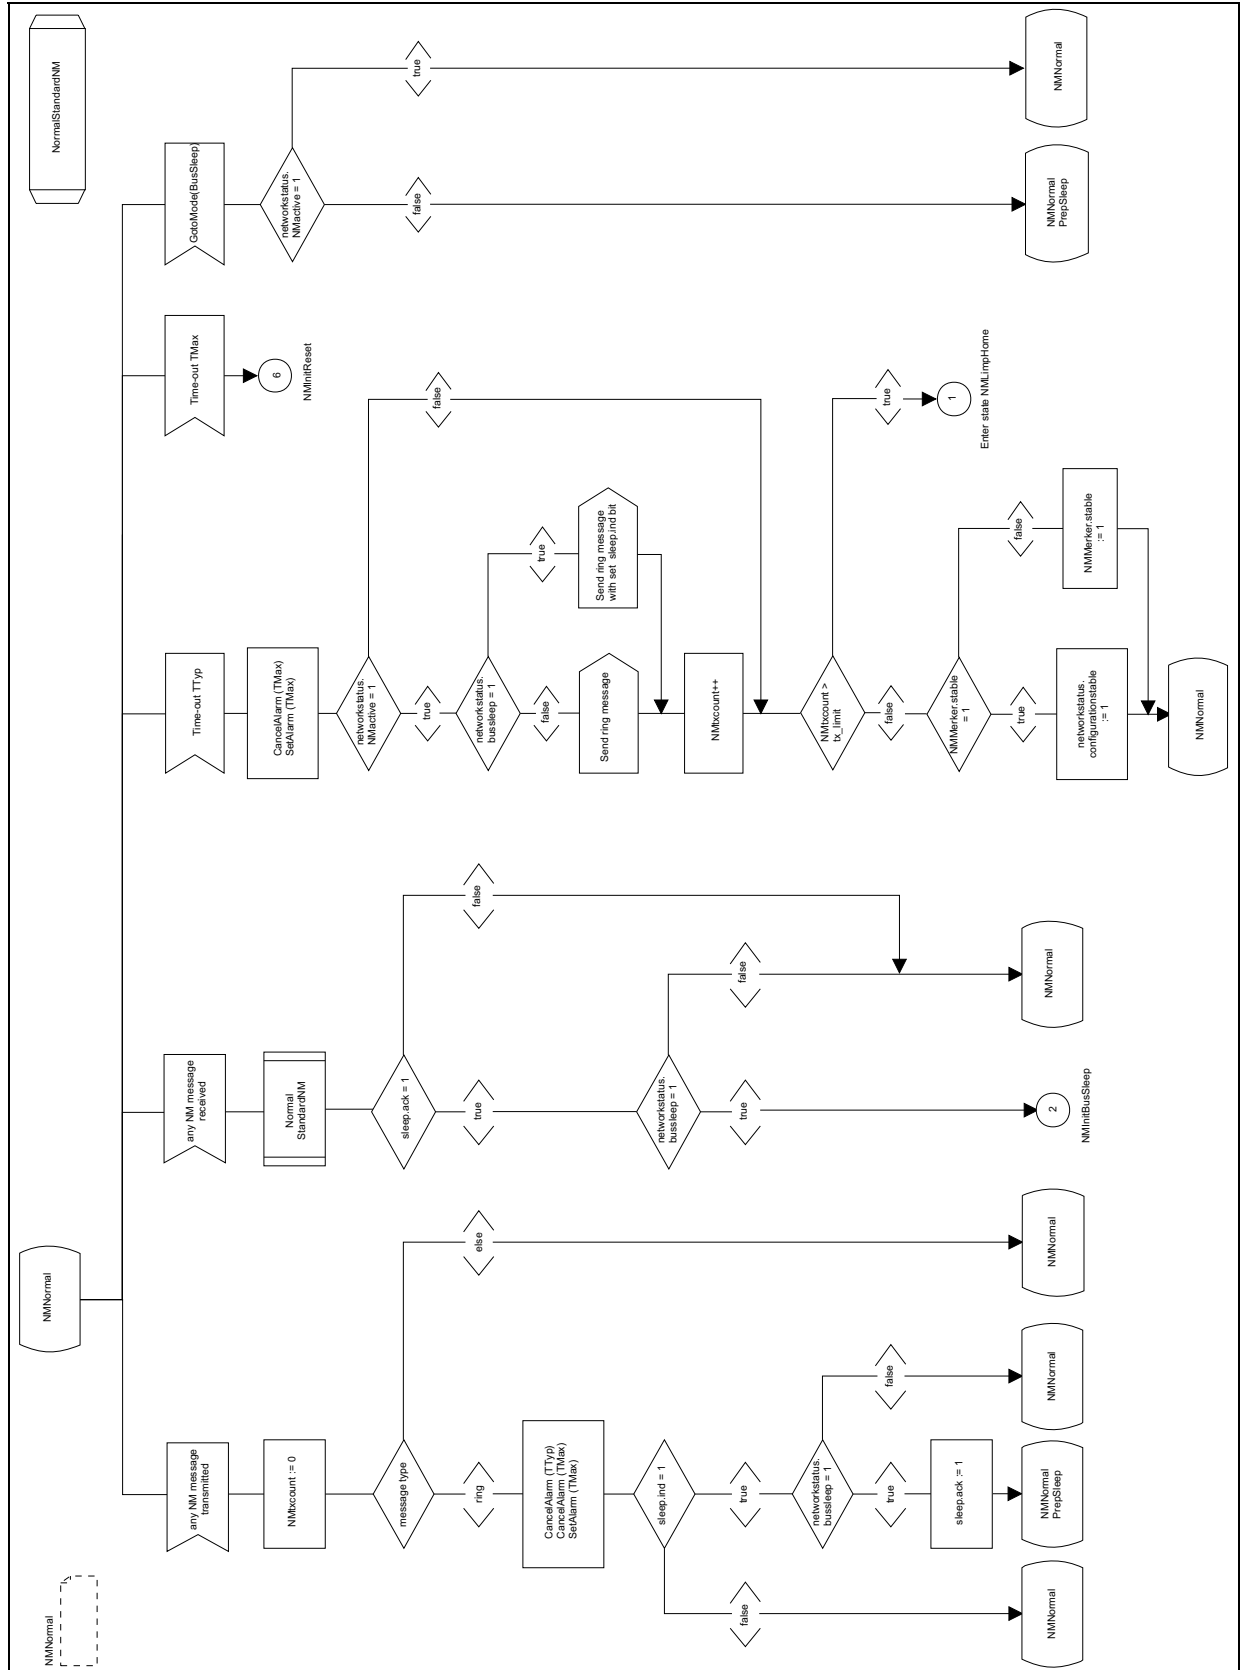 NMNormal
NormalStandardNM
NMNormal
any NM message
transmitted
NMtxcount := 0
message type
ring
else
CancelAlarm (TTyp)
CancelAlarm (TMax)
SetAlarm (TMax)
sleep.ind = 1
false
true
networkstatus.
bussleep = 1
true
false
sleep.ack := 1
NMNormal
NMNormal
PrepSleep
NMNormal
NMNormal
any NM message
received
Normal
StandardNM
sleep.ack = 1
true
false
networkstatus.
bussleep = 1
true
false
2
NMInitBusSleep
NMNormal
Time-out TTyp
CancelAlarm (TMax)
SetAlarm (TMax)
networkstatus.
NMactive = 1
true
false
networkstatus.
bussleep = 1
false
true
Send ring message
Send ring message
with set sleep.ind bit
NMtxcount++
NMtxcount >
tx_limit
false
true
1
Enter state NMLimpHome
NMMerker.stable
= 1
true
false
networkstatus.
configurationstable
:= 1
NMMerker.stable
:= 1
NMNormal
Time-out TMax
6
NMInitReset
GotoMode(BusSleep)
networkstatus.
NMactive = 1
false
true
NMNormal
PrepSleep
NMNormal